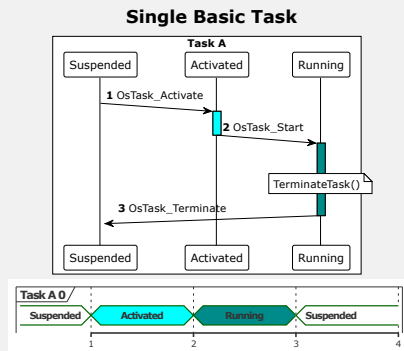 Single Basic Task
Task A
Suspended Activated Running
1 OsTask_Activate
2 OsTask_Start
TerminateTask()
3 OsTask_Terminate
Suspended Activated Running
Task A 0
Suspended Activated Running Suspended
1 2 3 4